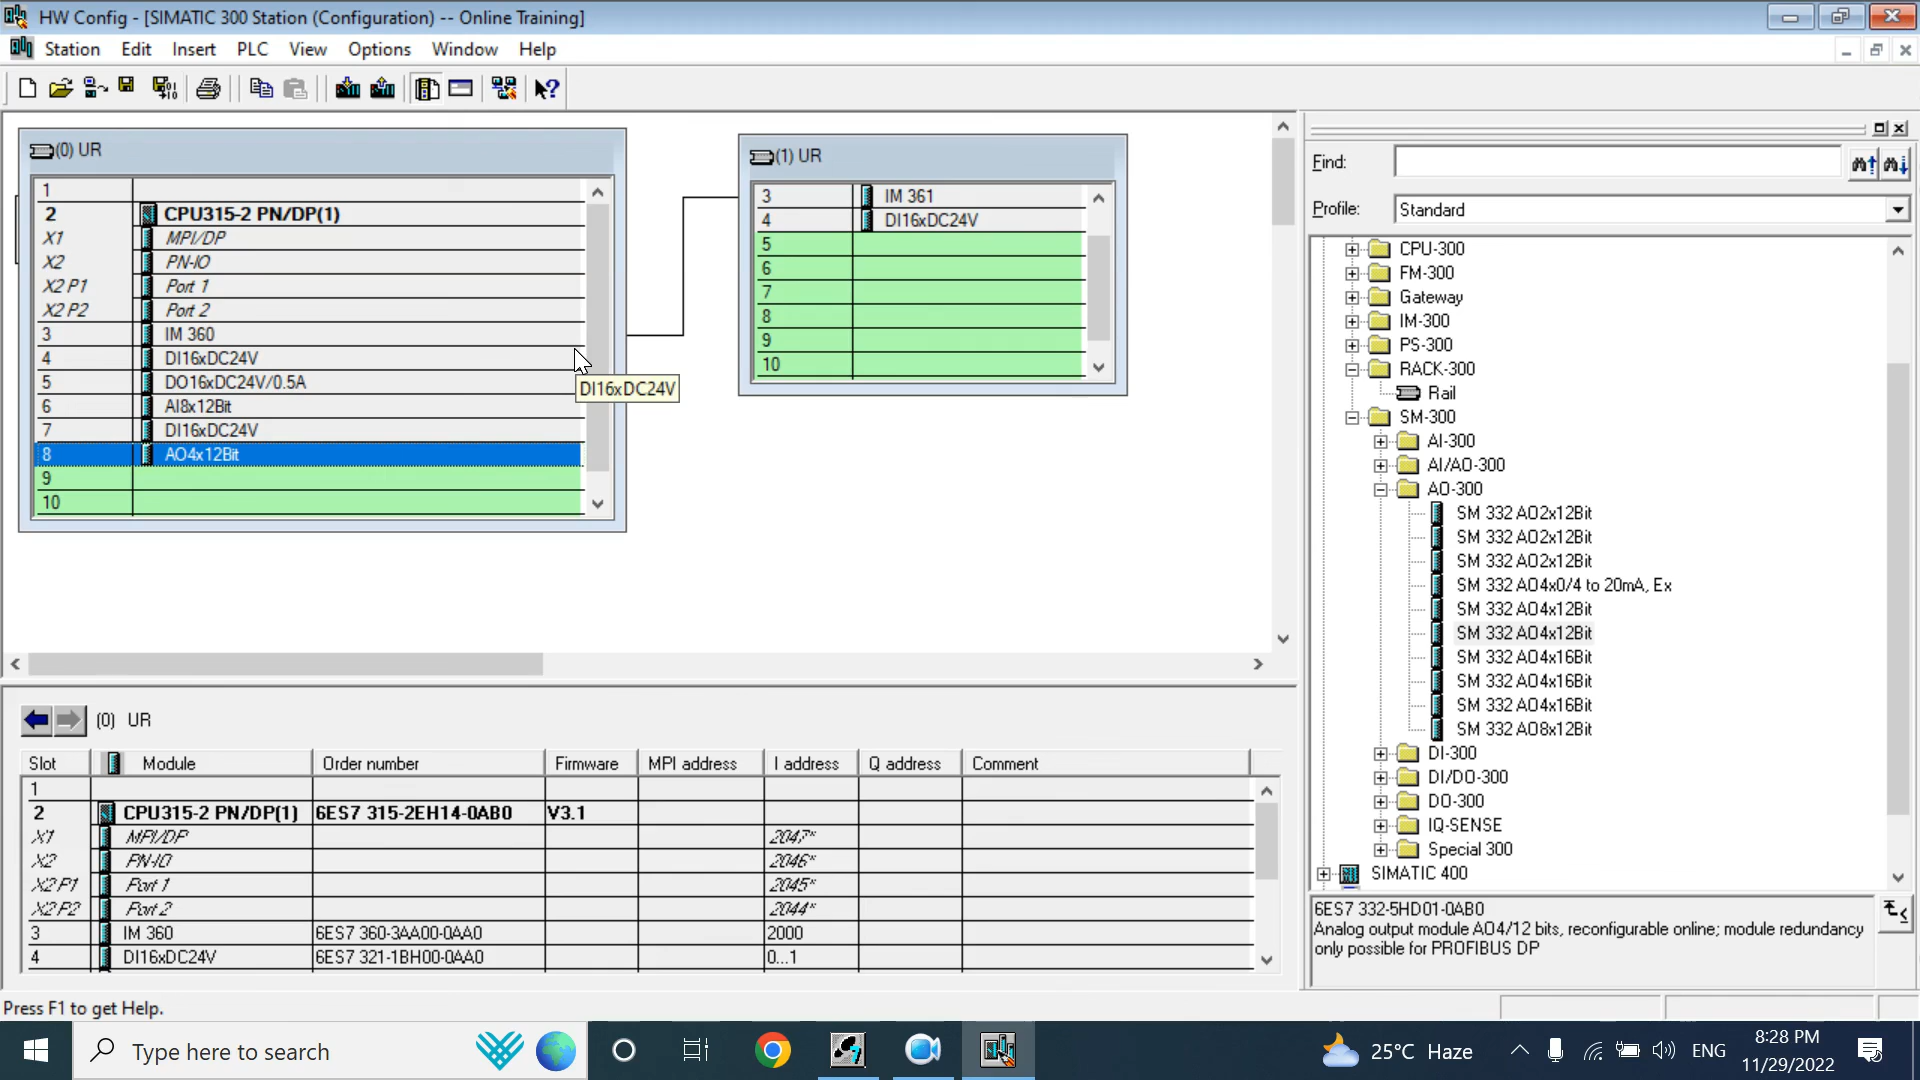 HW Config - [SIMATIC 300 Station (Configuration) -- Online Training]
Station Edit Insert PLC View Options Window Help
(0) UR
1
2 CPU315-2 PN/DP(1)
X1 MPI/DP
X2 PN-IO
X2 P1 Port 1
X2 P2 Port 2
3 IM 360
4 DI16xDC24V
5 DO16xDC24V/0.5A
6 AI8x12Bit
7 DI16xDC24V
8 AO4x12Bit
9
10
DI16xDC24V
(1) UR
3 IM 361
4 DI16xDC24V
5
6
7
8
9
10
Find:
Profile: Standard
CPU-300
FM-300
Gateway
IM-300
PS-300
RACK-300
Rail
SM-300
AI-300
AI/AO-300
AO-300
SM 332 AO2x12Bit
SM 332 AO2x12Bit
SM 332 AO2x12Bit
SM 332 AO4x0/4 to 20mA, Ex
SM 332 AO4x12Bit
SM 332 AO4x12Bit
SM 332 AO4x16Bit
SM 332 AO4x16Bit
SM 332 AO4x16Bit
SM 332 AO8x12Bit
DI-300
DI/DO-300
DO-300
IQ-SENSE
Special 300
SIMATIC 400
6ES7 332-5HD01-0AB0
Analog output module AO4/12 bits, reconfigurable online; module redundancy
only possible for PROFIBUS DP
(0) UR
Slot Module Order number Firmware MPI address I address Q address Comment
1
2 CPU315-2 PN/DP(1) 6ES7 315-2EH14-0AB0 V3.1
X1 MPI/DP 2047*
X2 PN-IO 2046*
X2 P1 Port 1 2045*
X2 P2 Port 2 2044*
3 IM 360 6ES7 360-3AA00-0AA0 2000
4 DI16xDC24V 6ES7 321-1BH00-0AA0 0...1
Press F1 to get Help.
Type here to search
25°C Haze
ENG
8:28 PM
11/29/2022